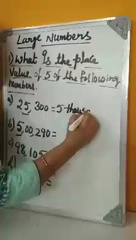 Large Numbers
1) What is the place
value of 5 of the following
Numbers.
a) 25,300 = 5 thous
b) 5,00,290 =
98,105